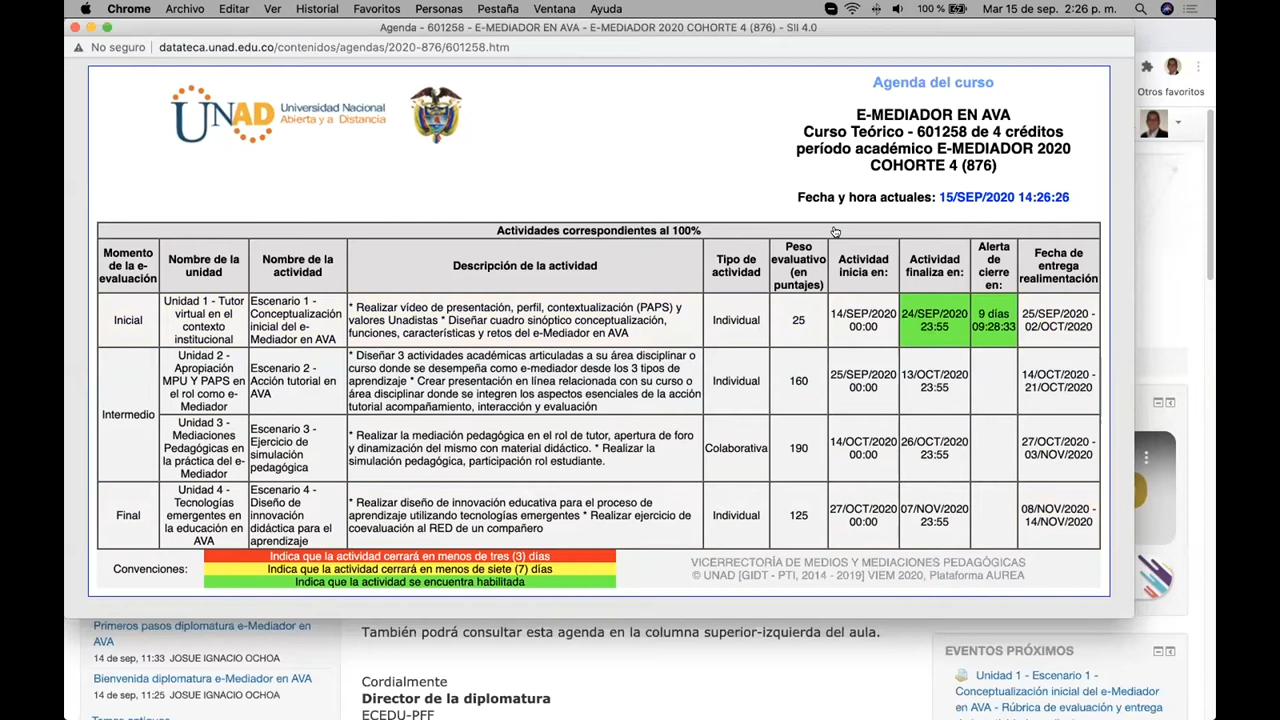 Chrome Archivo Editar Ver Historial Favoritos Personas Pestaña Ventana Ayuda 100 % Mar 15 de sep. 2:26 p. m.
Agenda - 601258 - E-MEDIADOR EN AVA - E-MEDIADOR 2020 COHORTE 4 (876) - SII 4.0
No seguro datateca.unad.edu.co/contenidos/agendas/2020-876/601258.htm
Otros favoritos
UNAD Universidad Nacional
Abierta y a Distancia
Agenda del curso
E-MEDIADOR EN AVA
Curso Teórico - 601258 de 4 créditos
período académico E-MEDIADOR 2020
COHORTE 4 (876)
Fecha y hora actuales: 15/SEP/2020 14:26:26
Actividades correspondientes al 100%
Momento
de la e-
evaluación
Nombre de la
unidad
Nombre de la
actividad
Descripción de la actividad
Tipo de
actividad
Peso
evaluativo
(en
puntajes)
Actividad
inicia en:
Actividad
finaliza en:
Alerta
de
cierre
en:
Fecha de
entrega
realimentación
Inicial
Unidad 1 - Tutor
virtual en el
contexto
institucional
Escenario 1 -
Conceptualización
inicial del e-
Mediador en AVA
* Realizar vídeo de presentación, perfil, contextualización (PAPS) y
valores Unadistas * Diseñar cuadro sinóptico conceptualización,
funciones, características y retos del e-Mediador en AVA
Individual
25
14/SEP/2020
00:00
24/SEP/2020
23:55
9 días
09:28:33
25/SEP/2020 -
02/OCT/2020
Intermedio
Unidad 2 -
Apropiación
MPU Y PAPS en
el rol como e-
Mediador
Escenario 2 -
Acción tutorial en
AVA
* Diseñar 3 actividades académicas articuladas a su área disciplinar o
curso donde se desempeña como e-mediador desde los 3 tipos de
aprendizaje * Crear presentación en línea relacionada con su curso o
área disciplinar donde se integren los aspectos esenciales de la acción
tutorial acompañamiento, interacción y evaluación
Individual
160
25/SEP/2020
00:00
13/OCT/2020
23:55
14/OCT/2020 -
21/OCT/2020
Unidad 3 -
Mediaciones
Pedagógicas en
la práctica del e-
Mediador
Escenario 3 -
Ejercicio de
simulación
pedagógica
* Realizar la mediación pedagógica en el rol de tutor, apertura de foro
y dinamización del mismo con material didáctico. * Realizar la
simulación pedagógica, participación rol estudiante.
Colaborativa
190
14/OCT/2020
00:00
26/OCT/2020
23:55
27/OCT/2020 -
03/NOV/2020
Final
Unidad 4 -
Tecnologías
emergentes en
la educación en
AVA
Escenario 4 -
Diseño de
innovación
didáctica para el
aprendizaje
* Realizar diseño de innovación educativa para el proceso de
aprendizaje utilizando tecnologías emergentes * Realizar ejercicio de
coevaluación al RED de un compañero
Individual
125
27/OCT/2020
00:00
07/NOV/2020
23:55
08/NOV/2020 -
14/NOV/2020
Convenciones:
Indica que la actividad cerrará en menos de tres (3) días
Indica que la actividad cerrará en menos de siete (7) días
Indica que la actividad se encuentra habilitada
VICERRECTORÍA DE MEDIOS Y MEDIACIONES PEDAGÓGICAS
© UNAD [GIDT - PTI, 2014 - 2019] VIEM 2020, Plataforma AUREA
Primeros pasos diplomatura e-Mediador en
AVA
14 de sep, 11:33 JOSUE IGNACIO OCHOA
Bienvenida diplomatura e-Mediador en AVA
14 de sep, 11:25 JOSUE IGNACIO OCHOA
Temas antiguos
También podrá consultar esta agenda en la columna superior-izquierda del aula.
Cordialmente
Director de la diplomatura
ECEDU-PFF
EVENTOS PRÓXIMOS
Unidad 1 - Escenario 1 -
Conceptualización inicial del e-Mediador
en AVA - Rúbrica de evaluación y entrega